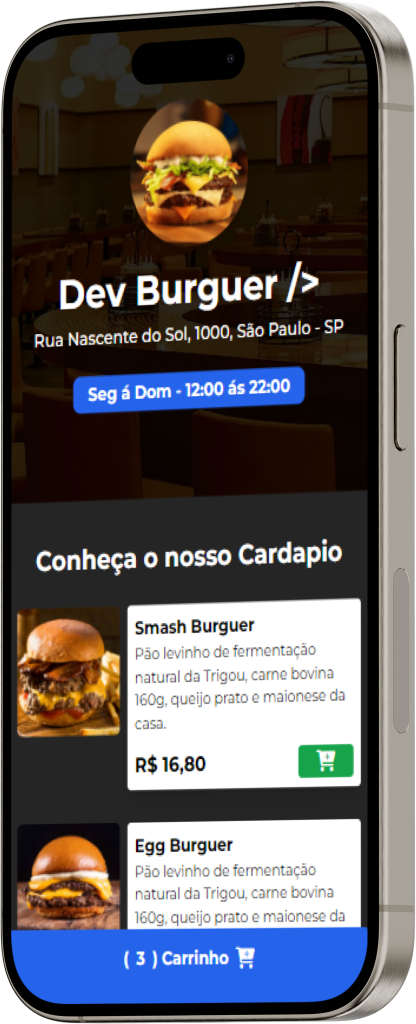 Dev Burguer />
Rua Nascente do Sol, 1000, São Paulo - SP
Seg á Dom - 12:00 ás 22:00
Conheça o nosso Cardapio
Smash Burguer
Pão levinho de fermentação
natural da Trigou, carne bovina
160g, queijo prato e maionese da
casa.
R$ 16,80
Egg Burguer
Pão levinho de fermentação
natural da Trigou, carne bovina
160g, queijo prato e maionese da
( 3 ) Carrinho